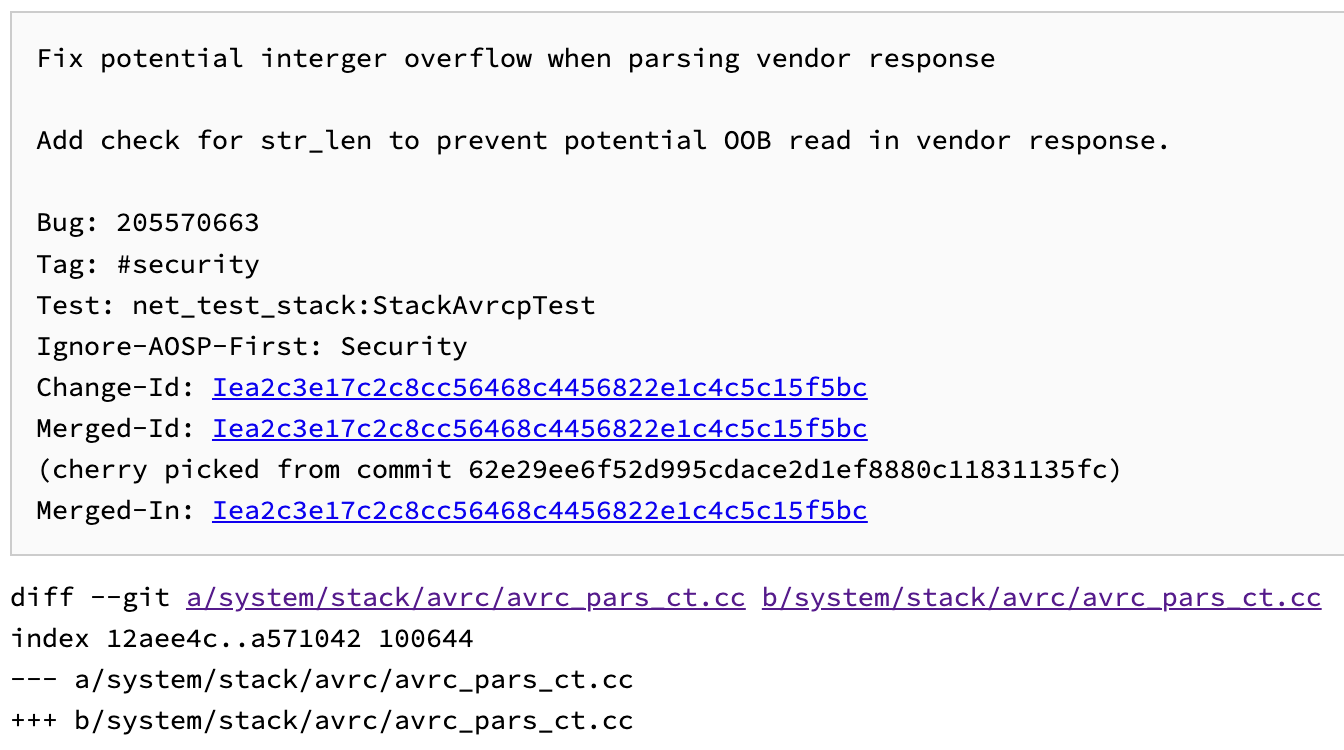 Fix potential interger overflow when parsing vendor response
Add check for str_len to prevent potential OOB read in vendor response.
Bug: 205570663
Tag: #security
Test: net_test_stack:StackAvrcpTest
Ignore-AOSP-First: Security
Change-Id: Iea2c3e17c2c8cc56468c4456822e1c4c5c15f5bc
Merged-Id: Iea2c3e17c2c8cc56468c4456822e1c4c5c15f5bc
(cherry picked from commit 62e29ee6f52d995cdace2d1ef8880c11831135fc)
Merged-In: Iea2c3e17c2c8cc56468c4456822e1c4c5c15f5bc
diff --git a/system/stack/avrc/avrc_pars_ct.cc b/system/stack/avrc/avrc_pars_ct.cc
index 12aee4c..a571042 100644
--- a/system/stack/avrc/avrc_pars_ct.cc
+++ b/system/stack/avrc/avrc_pars_ct.cc